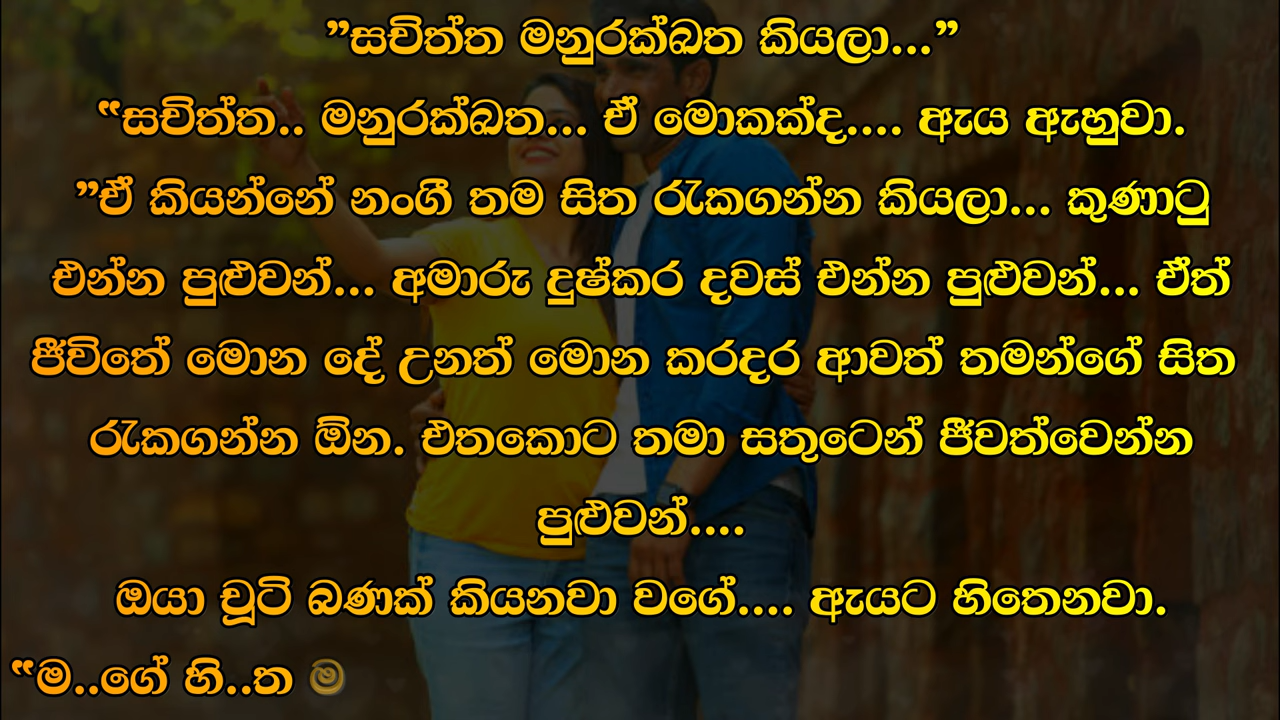 ”සචිත්ත මනුරක්ඛත කියලා...”
“සචිත්ත.. මනුරක්ඛත... ඒ මොකක්ද.... ඇය ඇහුවා.
”ඒ කියන්නේ නංගී තම සිත රැකගන්න කියලා... කුණාටු
එන්න පුළුවන්... අමාරු දුෂ්කර දවස් එන්න පුළුවන්... ඒත්
ජීවිතේ මොන දේ උනත් මොන කරදර ආවත් තමන්ගේ සිත
රැකගන්න ඕන. එතකොට තමා සතුටෙන් ජීවත්වෙන්න
පුළුවන්....
ඔයා චූටි බණක් කියනවා වගේ.... ඇයට හිතෙනවා.
“ම..ගේ හි..ත ම